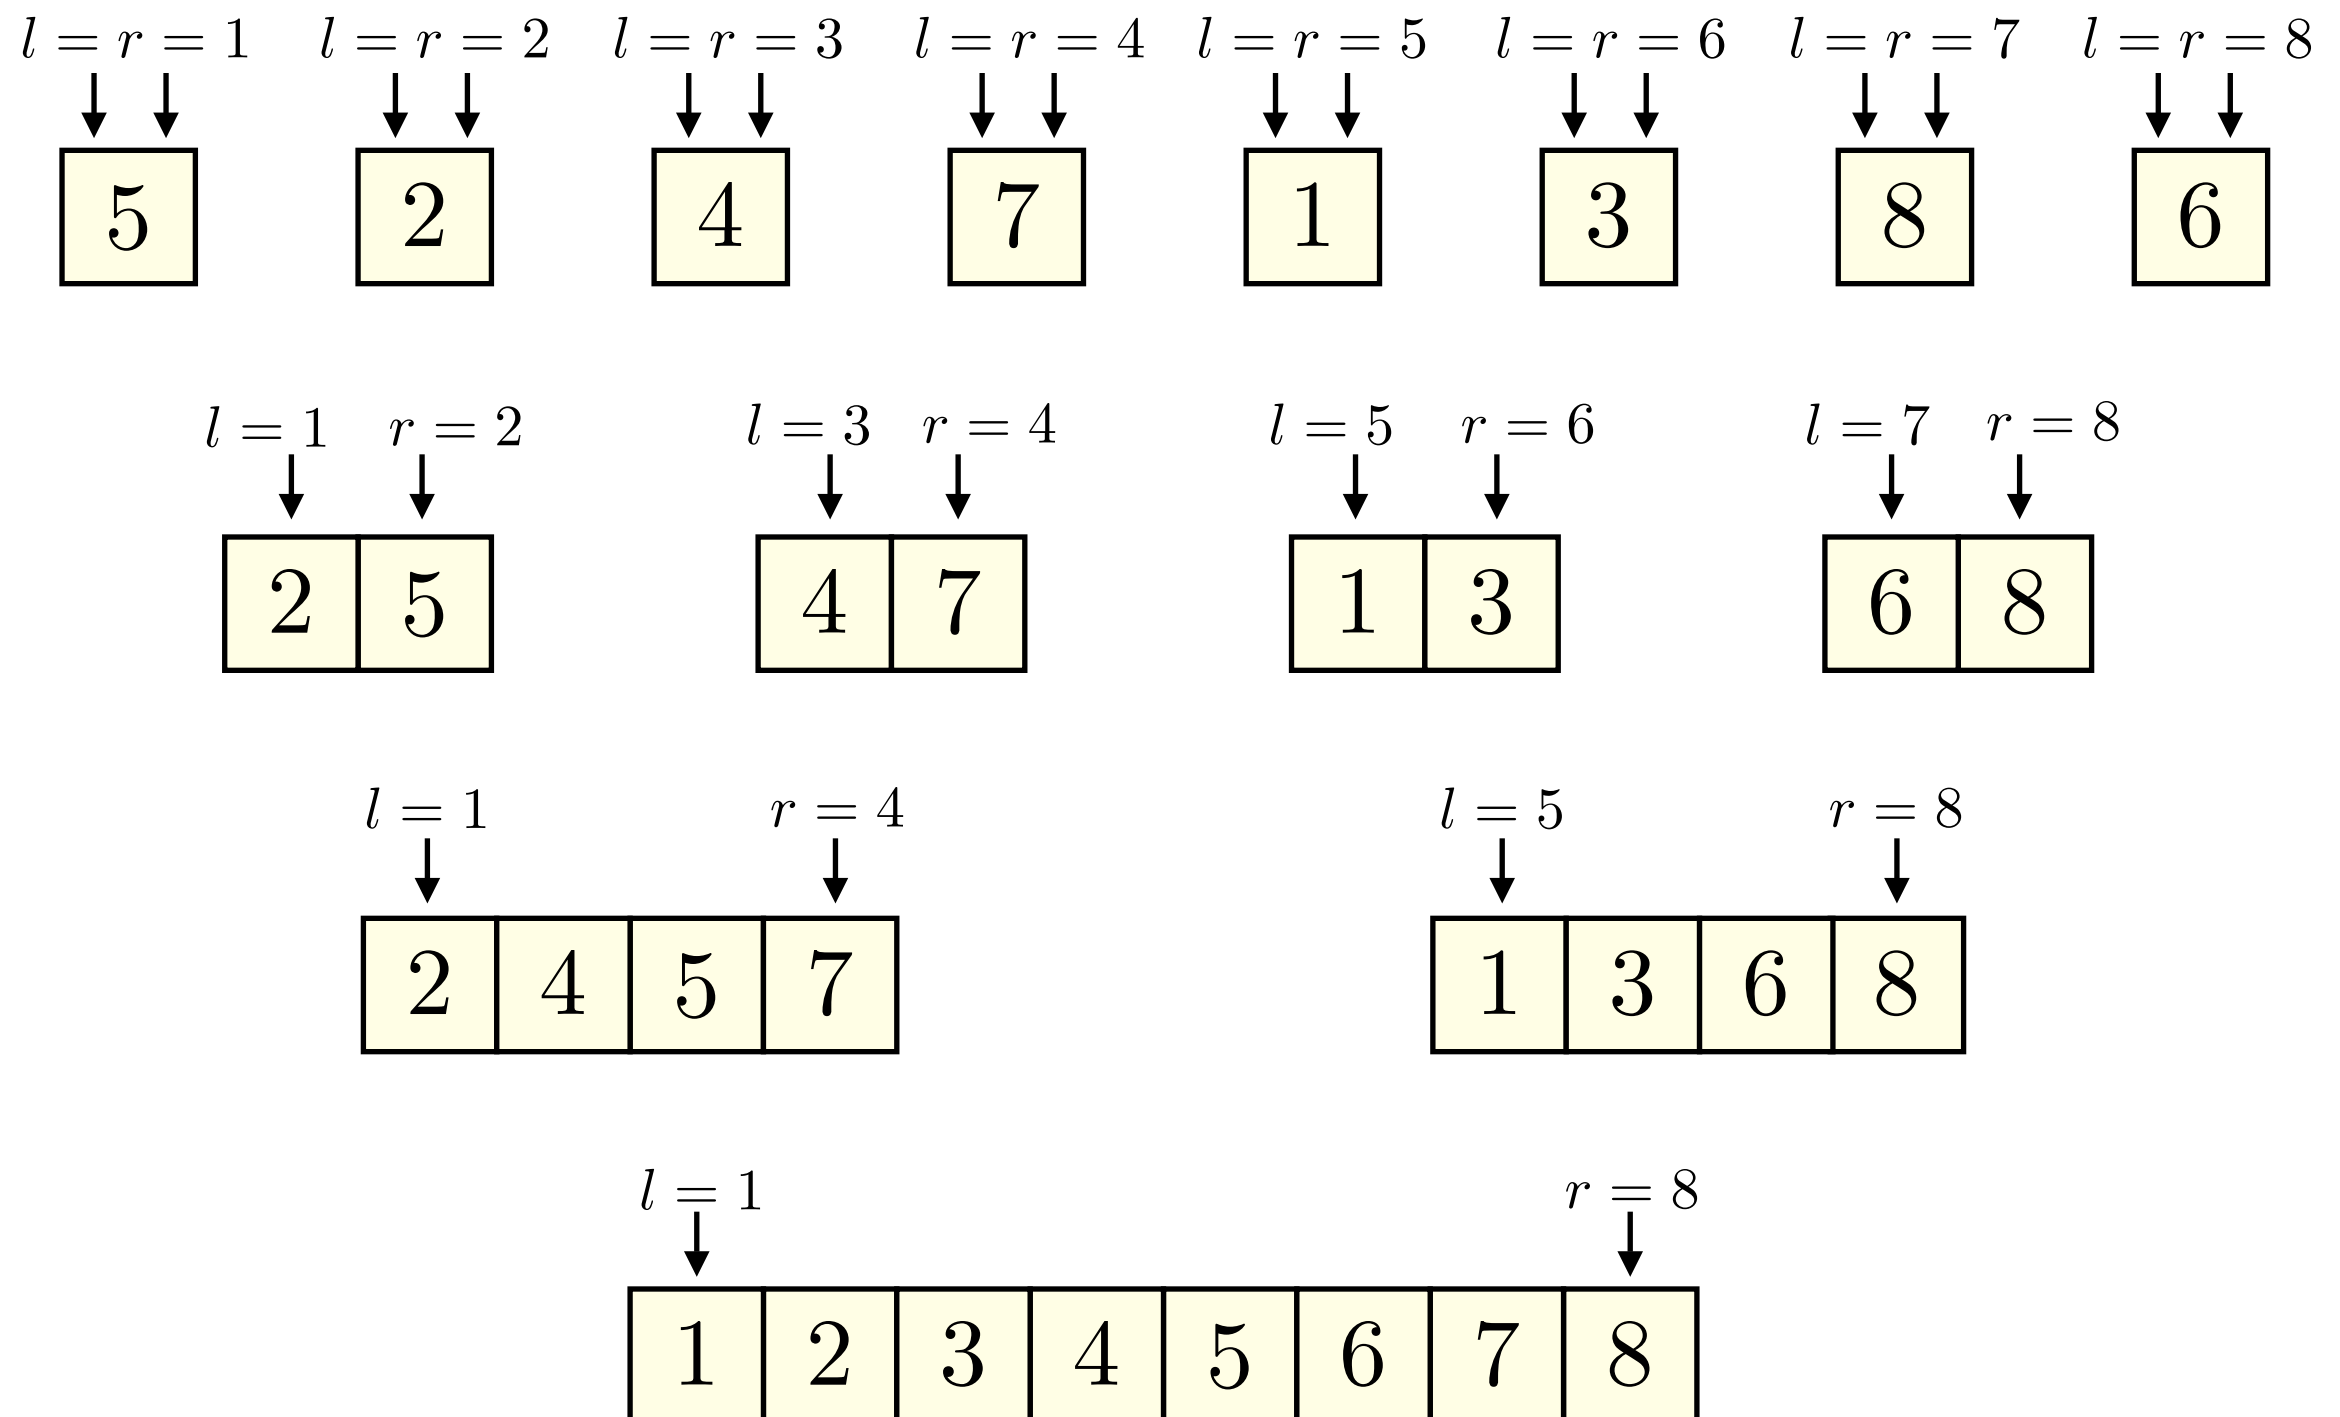 l = r = 1 l = r = 2 l = r = 3 l = r = 4 l = r = 5 l = r = 6 l = r = 7 l = r = 8
5 2 4 7 1 3 8 6
l = 1 r = 2 l = 3 r = 4 l = 5 r = 6 l = 7 r = 8
2 5 4 7 1 3 6 8
l = 1 r = 4 l = 5 r = 8
2 4 5 7 1 3 6 8
l = 1 r = 8
1 2 3 4 5 6 7 8